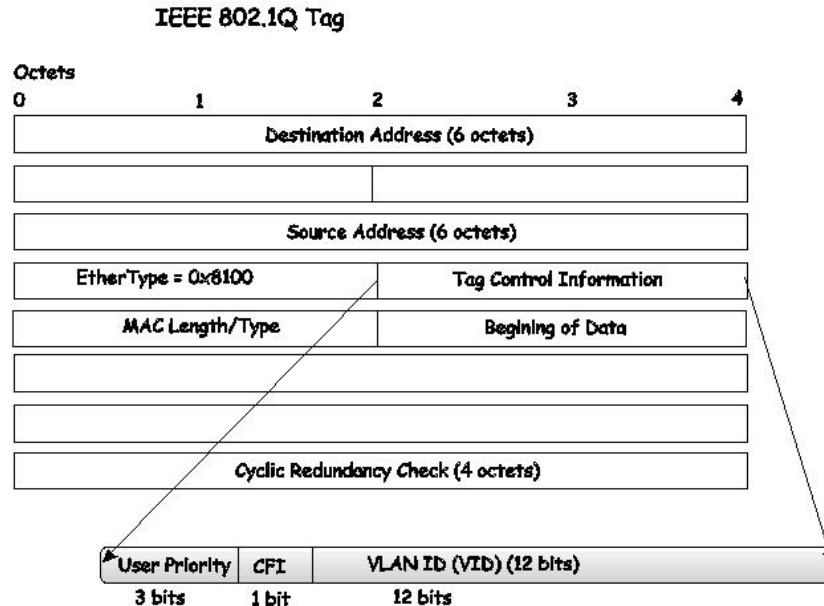 IEEE 802.1Q Tag
Octets
0 1 2 3 4
Destination Address (6 octets)
Source Address (6 octets)
EtherType = 0x8100 Tag Control Information
MAC Length/Type Begining of Data
Cyclic Redundancy Check (4 octets)
User Priority CFI VLAN ID (VID) (12 bits)
3 bits 1 bit 12 bits